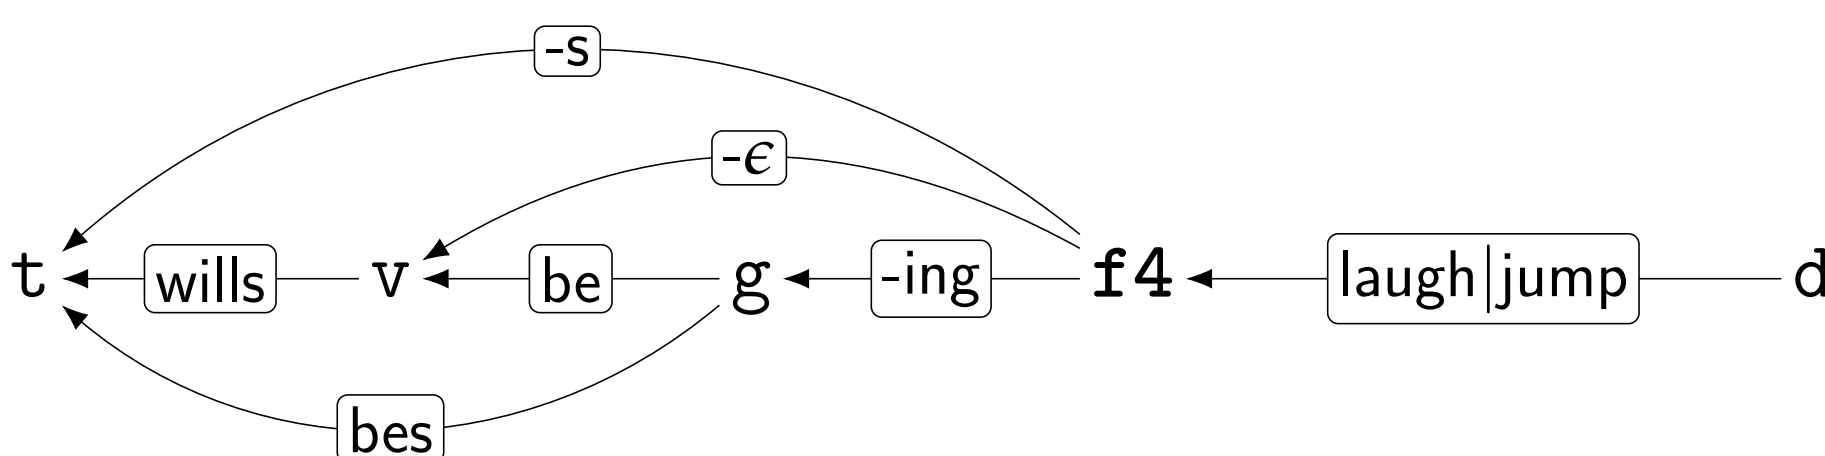 -s
-ϵ
t wills v be g -ing f4 laugh|jump d
bes